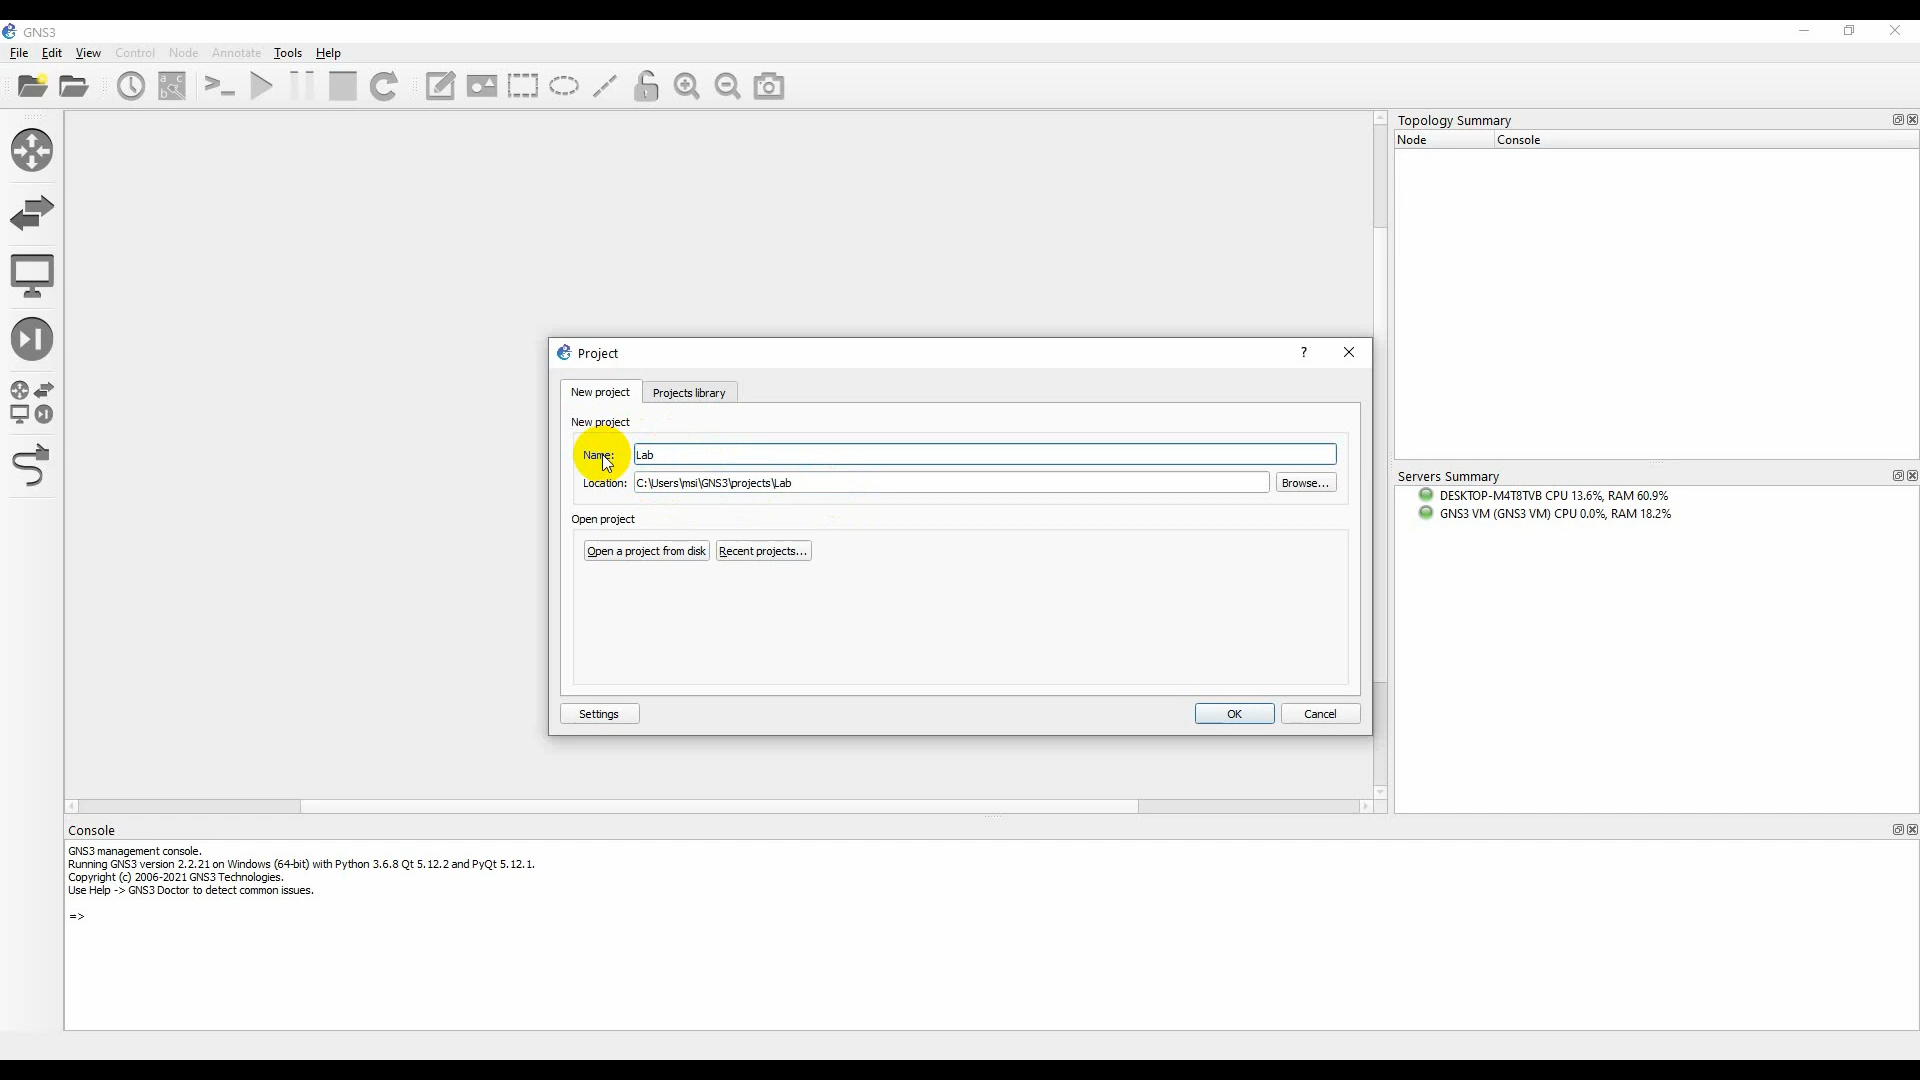 GNS3
File Edit View Control Node Annotate Tools Help
Topology Summary
Node Console
Project
?
New project Projects library
New project
Name: Lab
Location: C:\Users\msi\GNS3\projects\Lab Browse...
Open project
Open a project from disk Recent projects...
Settings OK Cancel
Servers Summary
DESKTOP-M4T8TVB CPU 13.6%, RAM 60.9%
GNS3 VM (GNS3 VM) CPU 0.0%, RAM 18.2%
Console
GNS3 management console.
Running GNS3 version 2.2.21 on Windows (64-bit) with Python 3.6.8 Qt 5.12.2 and PyQt 5.12.1.
Copyright (c) 2006-2021 GNS3 Technologies.
Use Help -> GNS3 Doctor to detect common issues.
=>